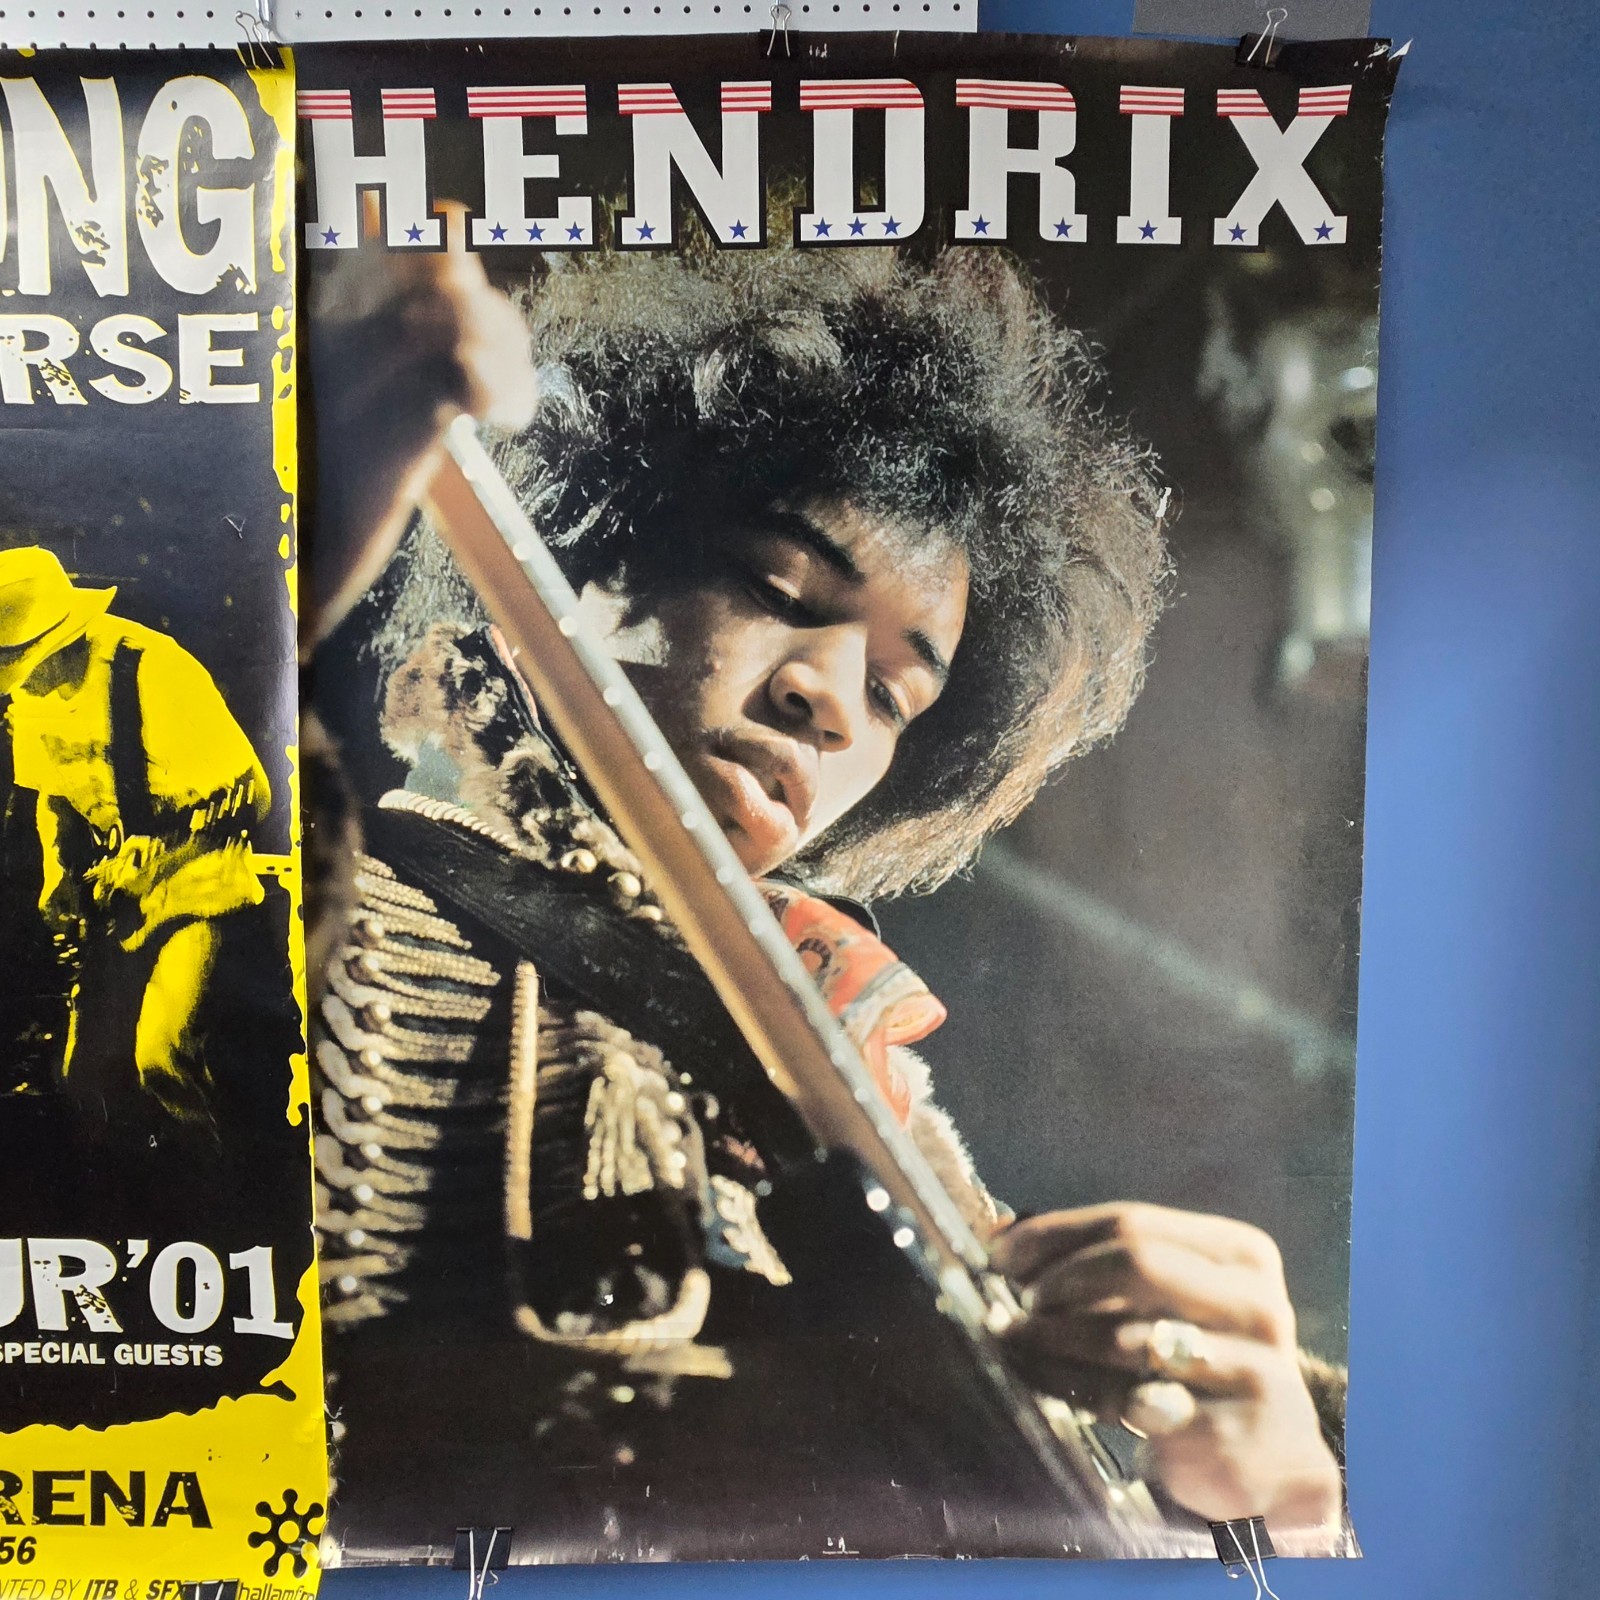 ONG
RSE
UR'01
SPECIAL GUESTS
RENA
56
NTED BY ITB & SFX
hallamfm
HENDRIX